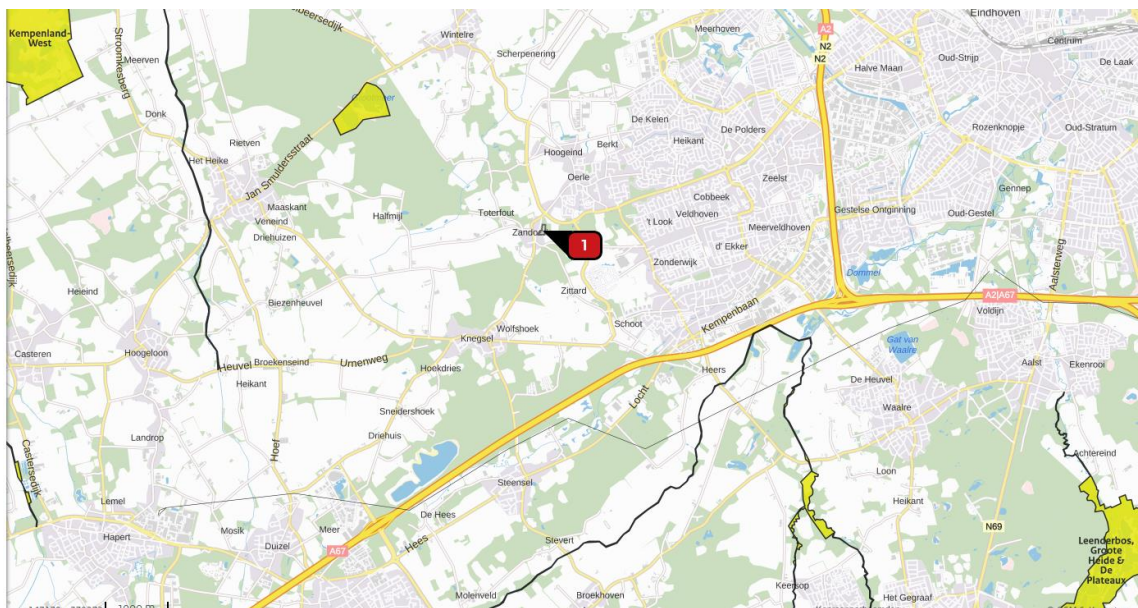 Kempenland-
West
Meerven
Stroomkesberg
Donk
Wintelre
Scherpenering
Meerhoven
A2
N2
N2
Eindhoven
Centrum
Oud-Strijp
De Laak
Halve Maan
Rietven
Het Heike
Jan Smuldersstraat
De Kelen
Berkt
Heikant
De Polders
Rozenknopje
Oud-Stratum
Hoogeind
Oerle
Zeelst
Gennep
Maaskant
Veneind
Driehuizen
Halfmijl
Toterfout
Cobbeek
Veldhoven
't Look
Meerveldhoven
Gestelse Ontginning
Oud-Gestel
1
d' Ekker
Zonderwijk
Aalsterweg
Dommel
Heieind
Biezenheuvel
Zittard
A2|A67
Voldijn
Casteren
Hoogeloon
Wolfshoek
Knegsel
Schoot
Kempenbaan
Gat van
Waalre
Aalst
Ekenrooi
Heuvel
Broekenseind
Urnenweg
Hoekdries
Heers
De Heuvel
Heikant
Locht
Waalre
Sneidershoek
Landrop
Hoef
Driehuis
Castersedijk
Achtereind
Steensel
Loon
Lemel
Heikant
De Hees
Mosik
Meer
N69
Hapert
Duizel
A67
Hees
Stevert
Leenderbos,
Groote
Heide &
De
Plateaux
Keersop
Molenveld
Broekhoven
Het Gegraaf
1000 m